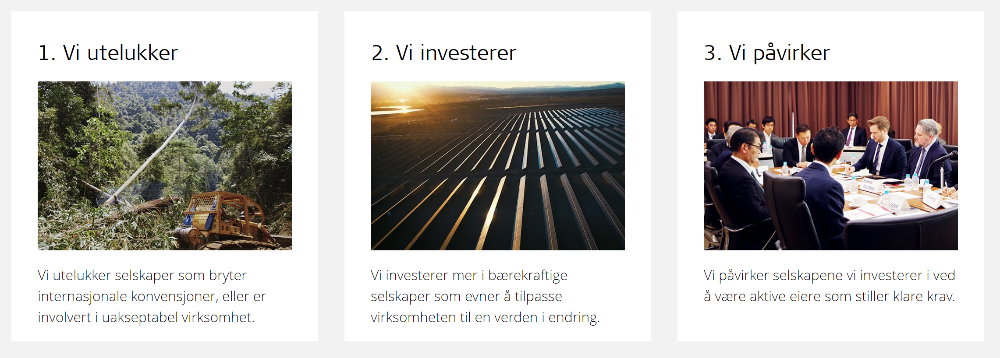 1. Vi utelukker
Vi utelukker selskaper som bryter
internasjonale konvensjoner, eller er
involvert i uakseptabel virksomhet.
2. Vi investerer
Vi investerer mer i bærekraftige
selskaper som evner å tilpasse
virksomheten til en verden i endring.
3. Vi påvirker
Vi påvirker selskapene vi investerer i ved
å være aktive eiere som stiller klare krav.